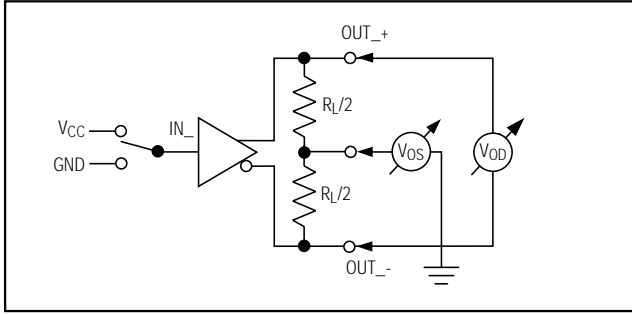 OUT_+
RL/2
VCC
IN_
GND
VOS
VOD
RL/2
OUT_-